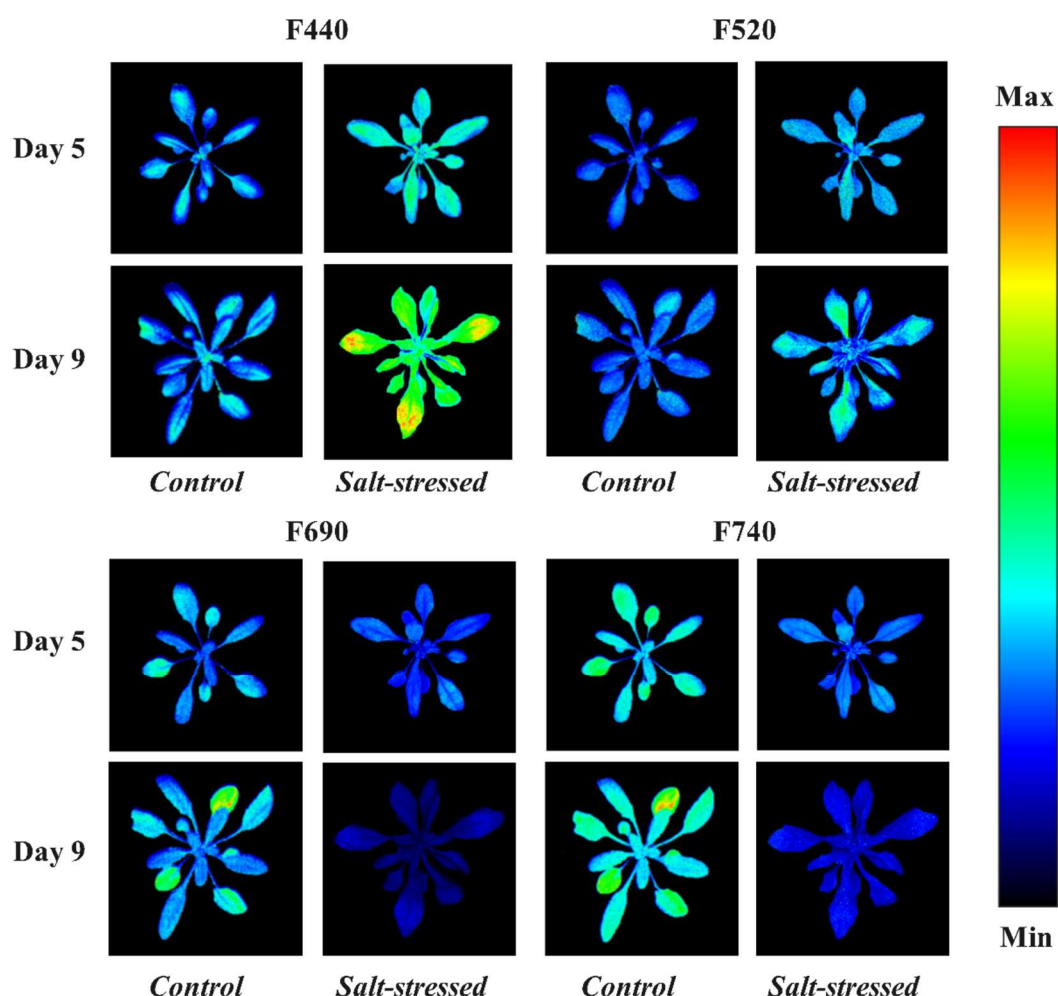 F440
F520
Max
Day 5
Day 9
Control
Salt-stressed
Control
Salt-stressed
F690
F740
Day 5
Day 9
Min
Control
Salt-stressed
Control
Salt-stressed